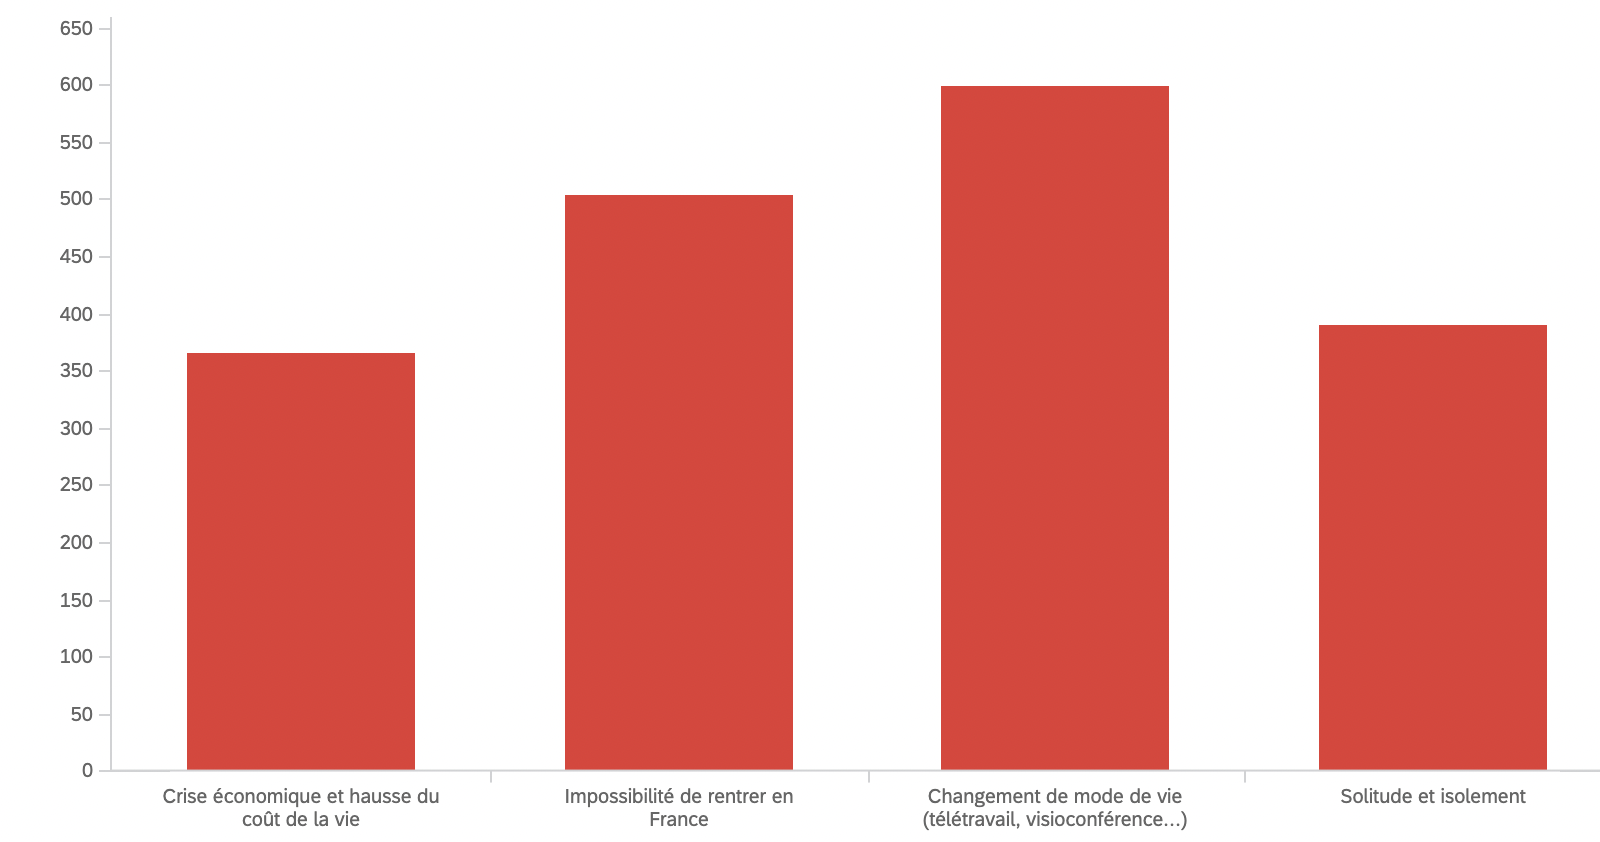 650
600
550
500
450
400
350
300
250
200
150
100
50
0
Crise économique et hausse du
coût de la vie
Impossibilité de rentrer en
France
Changement de mode de vie
(télétravail, visioconférence...)
Solitude et isolement